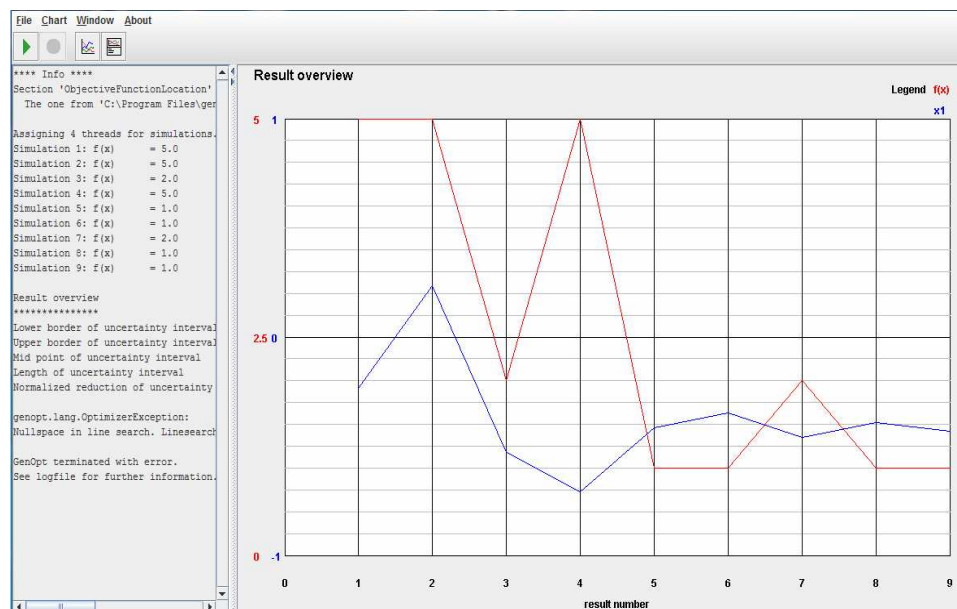 File Chart Window About
**** Info ****
Section 'ObjectiveFunctionLocation'
The one from 'C:\Program Files\gen
Assigning 4 threads for simulations.
Simulation 1: f(x) = 5.0
Simulation 2: f(x) = 5.0
Simulation 3: f(x) = 2.0
Simulation 4: f(x) = 5.0
Simulation 5: f(x) = 1.0
Simulation 6: f(x) = 1.0
Simulation 7: f(x) = 2.0
Simulation 8: f(x) = 1.0
Simulation 9: f(x) = 1.0
Result overview
***************
Lower border of uncertainty interval
Upper border of uncertainty interval
Mid point of uncertainty interval
Length of uncertainty interval
Normalized reduction of uncertainty
genopt.lang.OptimizerException:
Nullspace in line search. Linesearch
GenOpt terminated with error.
See logfile for further information.
Result overview
Legend f(x)
x1
5 1
2.5 0
0 -1
0 1 2 3 4 5 6 7 8 9
result number